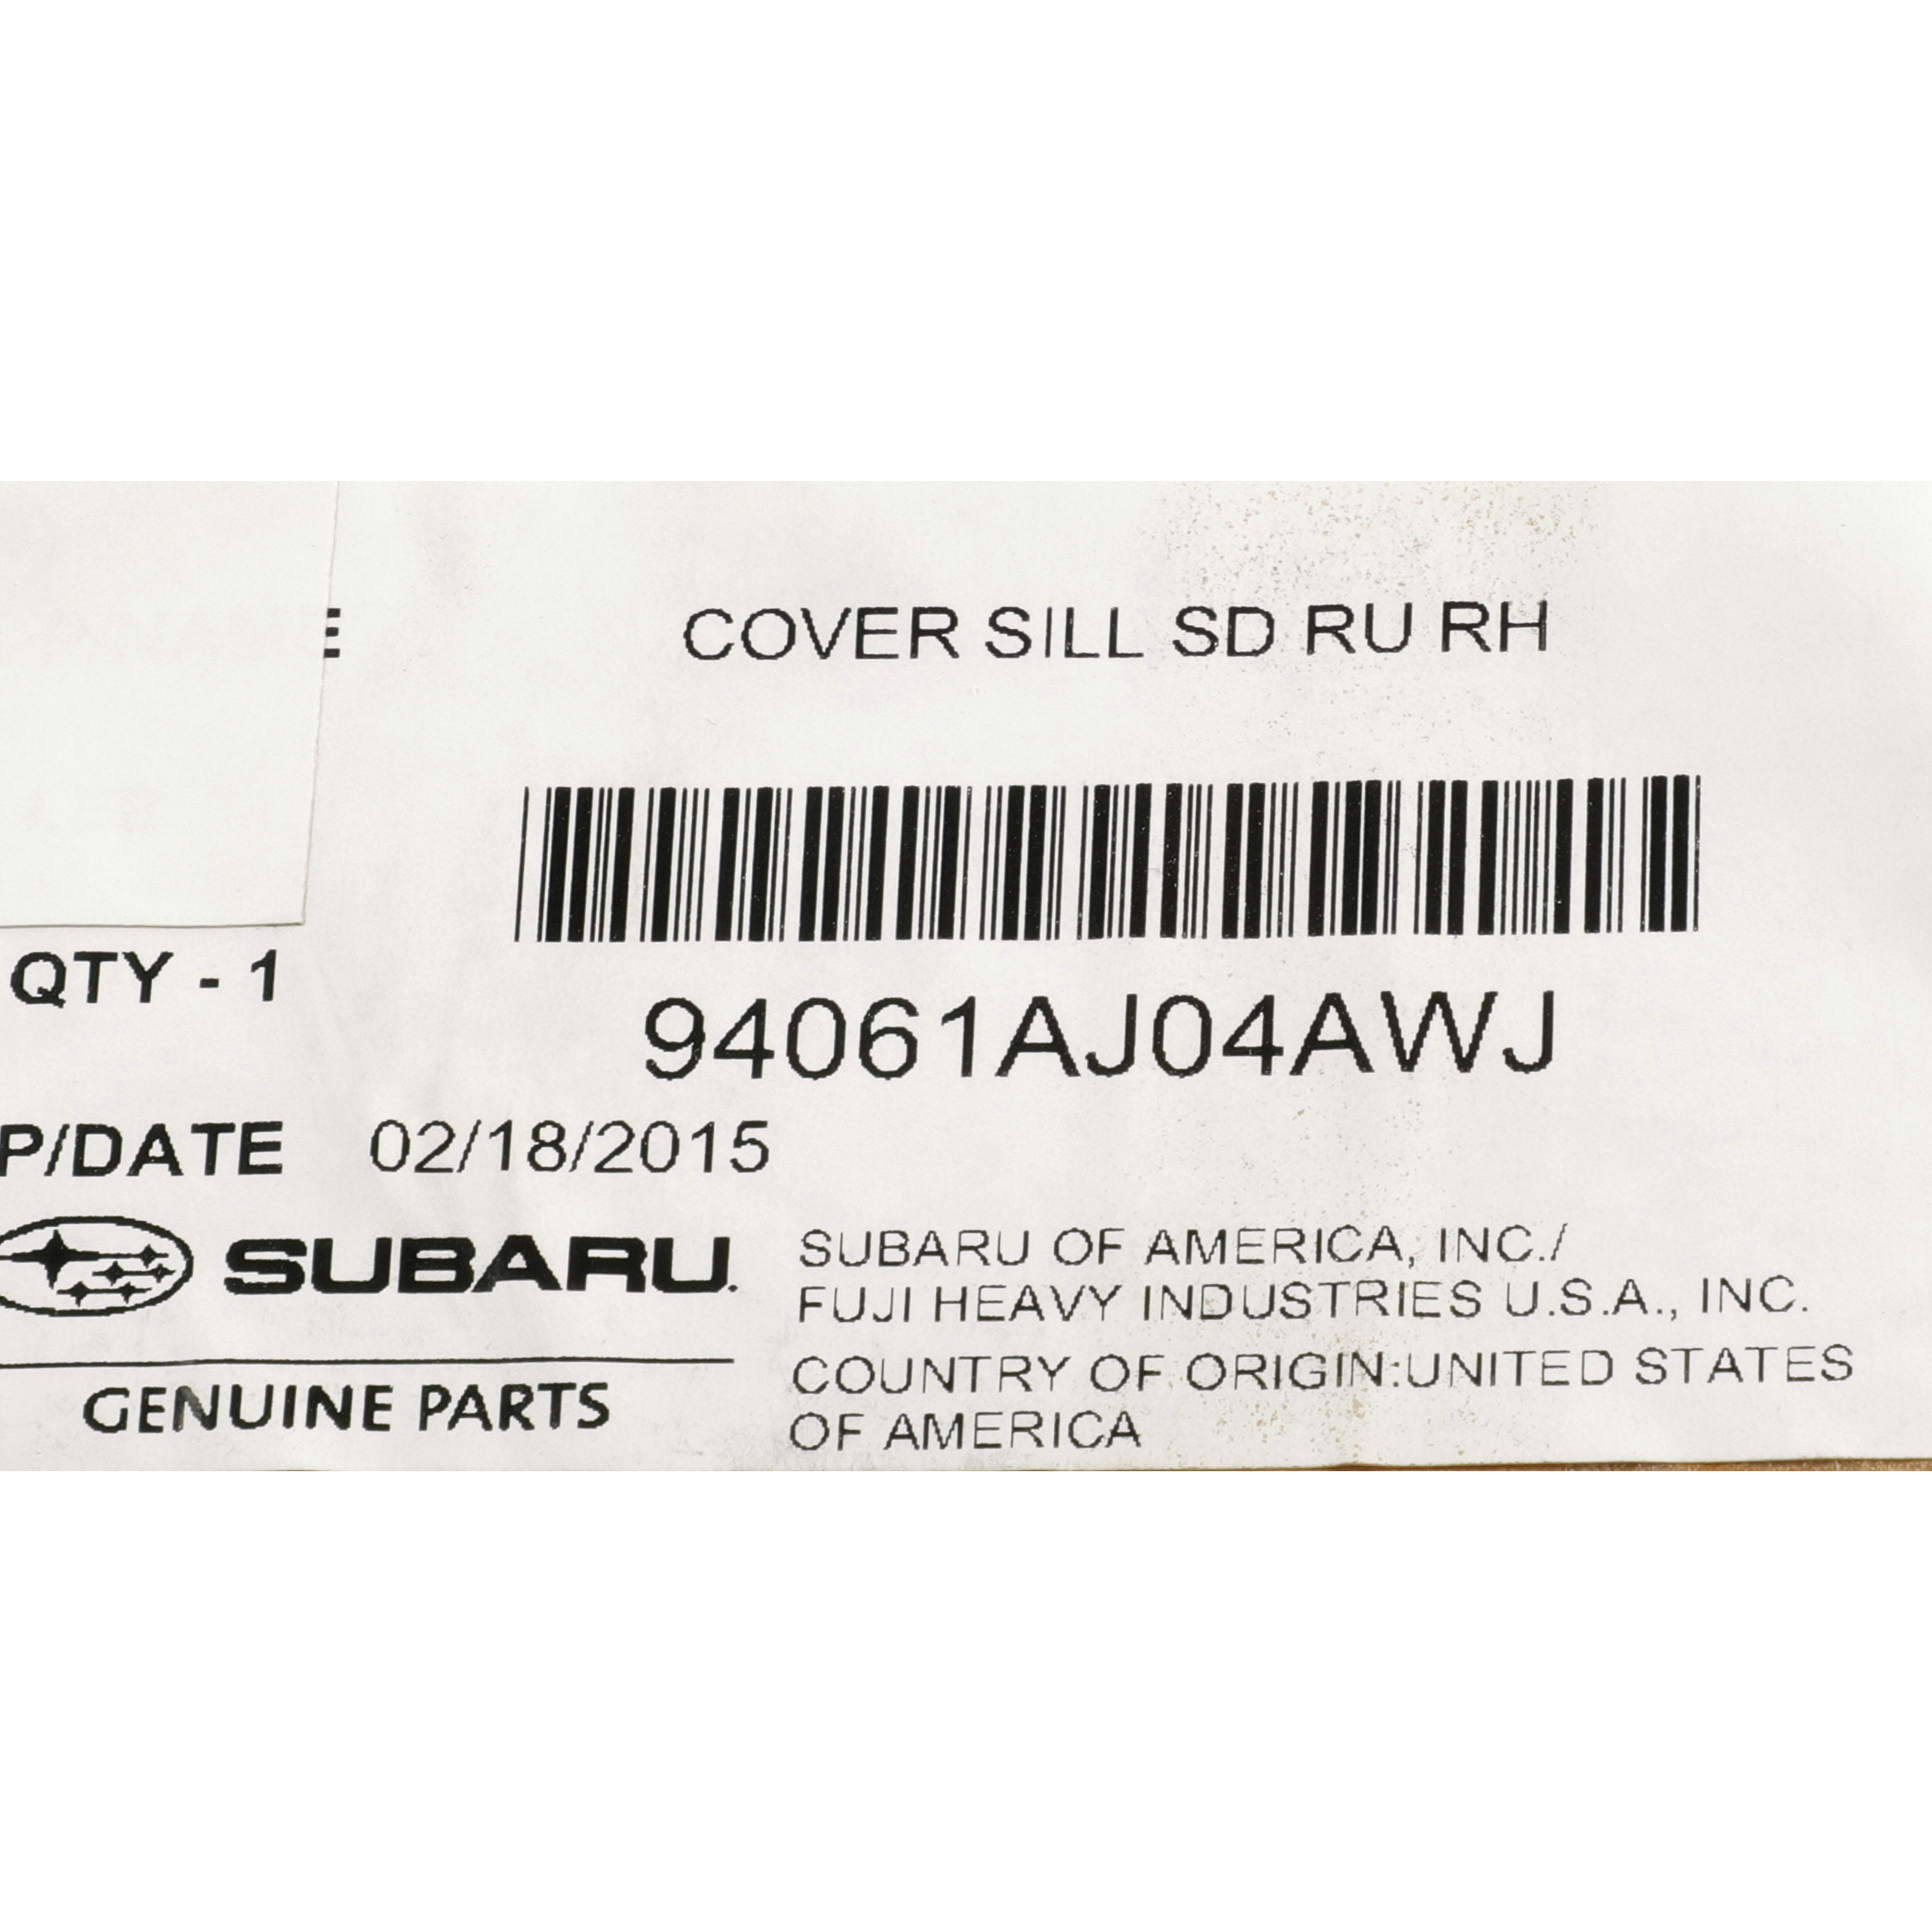 COVER SILL SD RU RH
QTY - 1
94061AJ04AWJ
P/DATE 02/18/2015
SUBARU.
GENUINE PARTS
SUBARU OF AMERICA, INC./
FUJI HEAVY INDUSTRIES U.S.A., INC.
COUNTRY OF ORIGIN:UNITED STATES
OF AMERICA